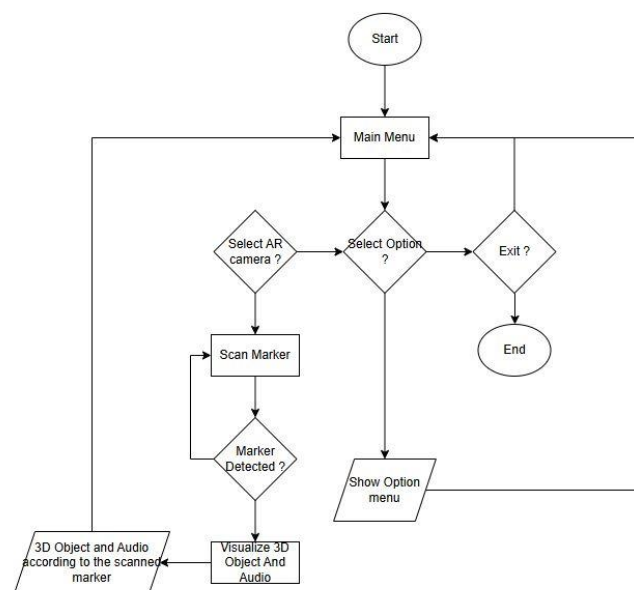 Start
Main Menu
Select AR
camera ?
Select Option
?
Exit ?
Scan Marker
End
Marker
Detected ?
Show Option
menu
3D Object and Audio
according to the scanned
marker
Visualize 3D
Object And
Audio